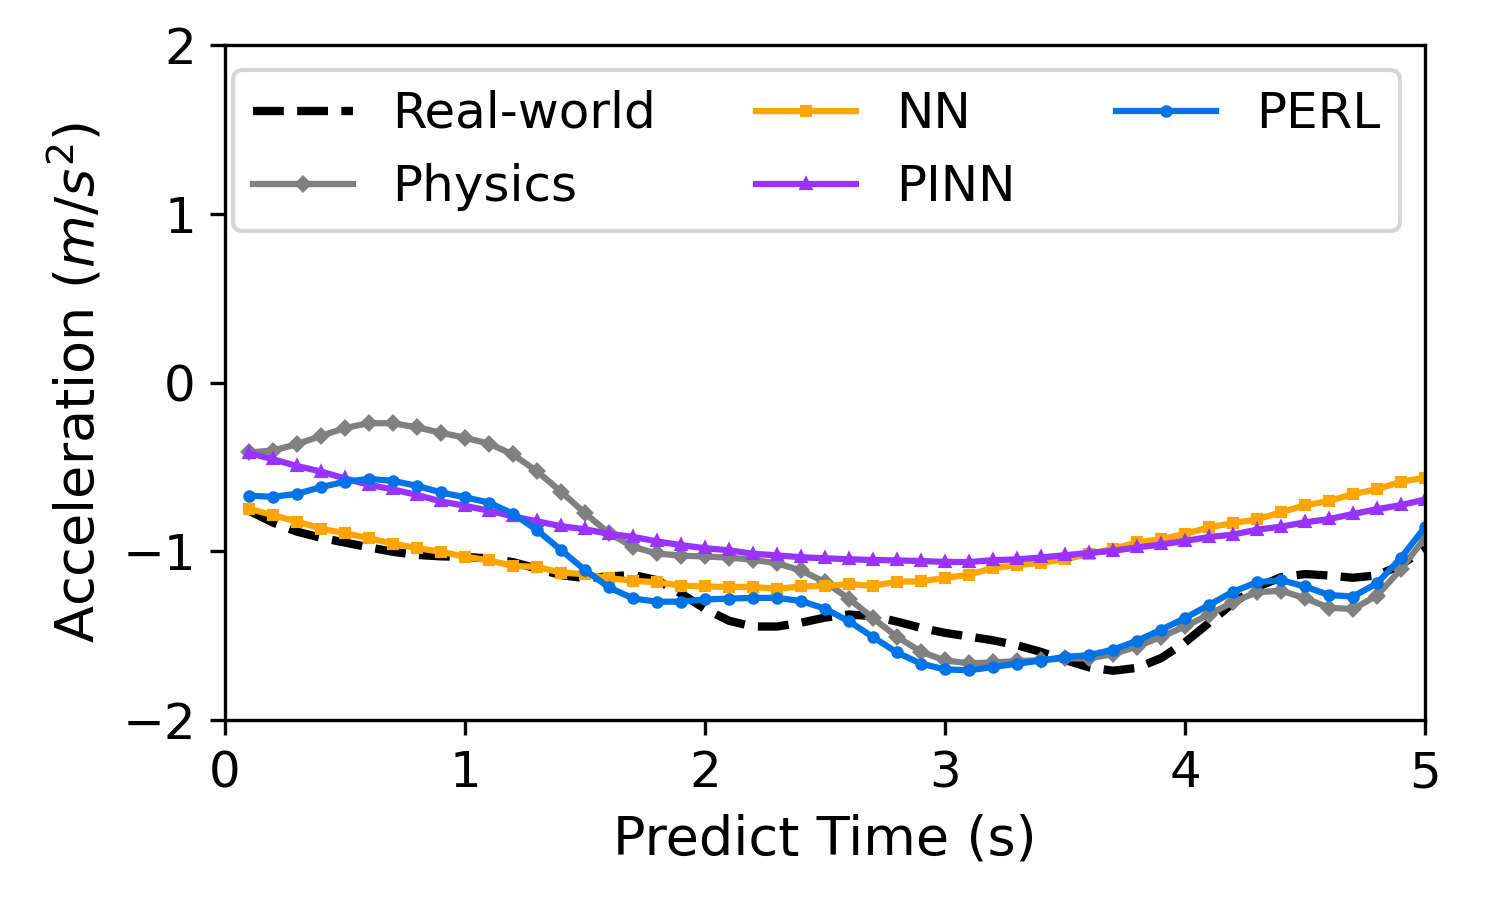 2
1
0
−1
−2
Acceleration (m/s²)
Real-world
Physics
NN
PINN
PERL
0 1 2 3 4 5
Predict Time (s)